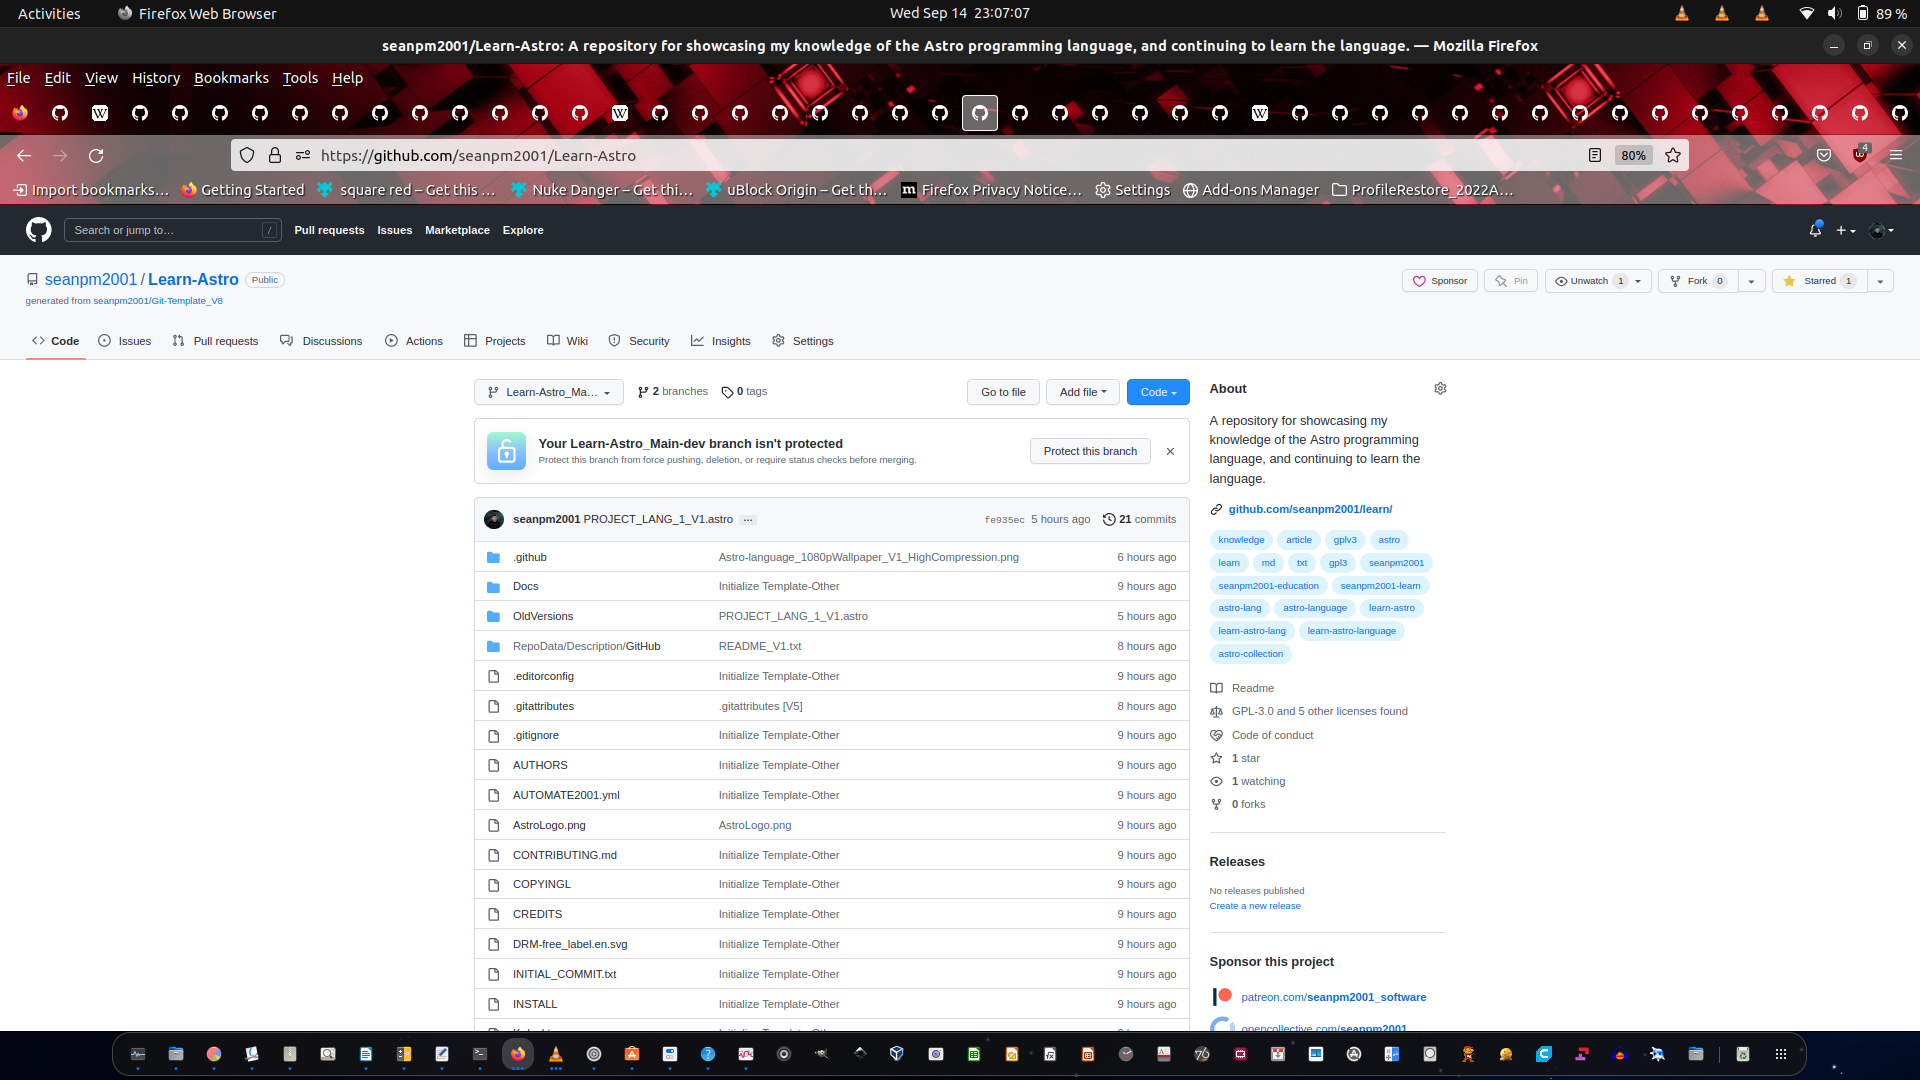 Activities
Firefox Web Browser
Wed Sep 14 23:07:07
89 %
seanpm2001/Learn-Astro: A repository for showcasing my knowledge of the Astro programming language, and continuing to learn the language. — Mozilla Firefox
File Edit View History Bookmarks Tools Help
https://github.com/seanpm2001/Learn-Astro
80%
4
Import bookmarks… Getting Started square red – Get this … Nuke Danger – Get thi… uBlock Origin – Get th… Firefox Privacy Notice… Settings Add-ons Manager ProfileRestore_2022A…
Search or jump to… /
Pull requests Issues Marketplace Explore
seanpm2001 / Learn-Astro Public
generated from seanpm2001/Git-Template_V8
Sponsor Pin Unwatch 1 Fork 0 Starred 1
Code Issues Pull requests Discussions Actions Projects Wiki Security Insights Settings
Learn-Astro_Ma… 2 branches 0 tags
Go to file Add file Code
Your Learn-Astro_Main-dev branch isn't protected
Protect this branch from force pushing, deletion, or require status checks before merging.
Protect this branch
seanpm2001 PROJECT_LANG_1_V1.astro … fe935ec 5 hours ago 21 commits
.github Astro-language_1080pWallpaper_V1_HighCompression.png 6 hours ago
Docs Initialize Template-Other 9 hours ago
OldVersions PROJECT_LANG_1_V1.astro 5 hours ago
RepoData/Description/GitHub README_V1.txt 8 hours ago
.editorconfig Initialize Template-Other 9 hours ago
.gitattributes .gitattributes [V5] 8 hours ago
.gitignore Initialize Template-Other 9 hours ago
AUTHORS Initialize Template-Other 9 hours ago
AUTOMATE2001.yml Initialize Template-Other 9 hours ago
AstroLogo.png AstroLogo.png 9 hours ago
CONTRIBUTING.md Initialize Template-Other 9 hours ago
COPYINGL Initialize Template-Other 9 hours ago
CREDITS Initialize Template-Other 9 hours ago
DRM-free_label.en.svg Initialize Template-Other 9 hours ago
INITIAL_COMMIT.txt Initialize Template-Other 9 hours ago
INSTALL Initialize Template-Other 9 hours ago
About
A repository for showcasing my
knowledge of the Astro programming
language, and continuing to learn the
language.
github.com/seanpm2001/learn/
knowledge article gplv3 astro
learn md txt gpl3 seanpm2001
seanpm2001-education seanpm2001-learn
astro-lang astro-language learn-astro
learn-astro-lang learn-astro-language
astro-collection
Readme
GPL-3.0 and 5 other licenses found
Code of conduct
1 star
1 watching
0 forks
Releases
No releases published
Create a new release
Sponsor this project
patreon.com/seanpm2001_software
opencollective.com/seanpm2001